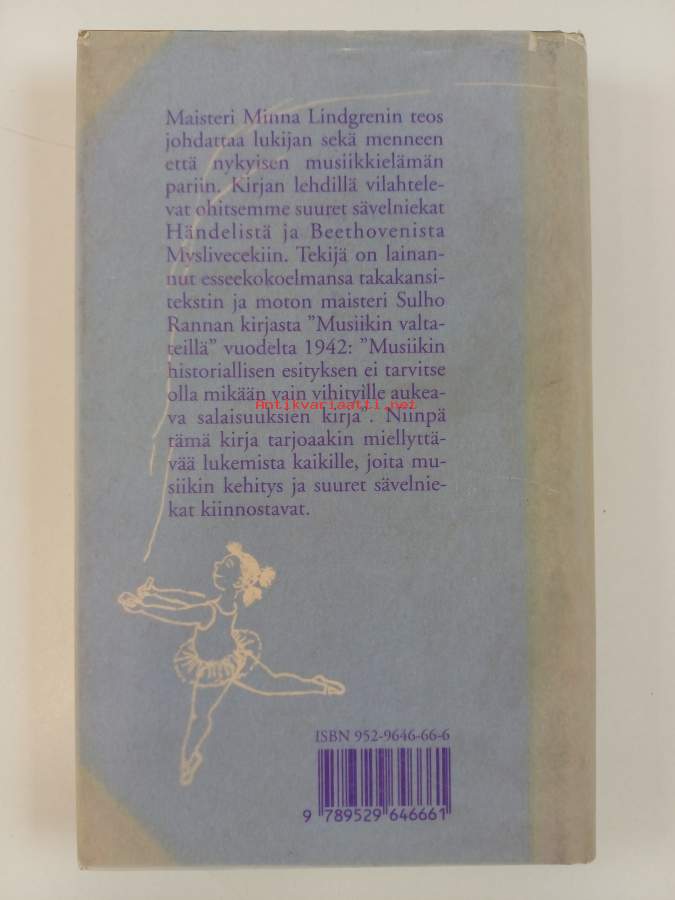 Maisteri Minna Lindgrenin teos
johdattaa lukijan sekä menneen
että nykyisen musiikkielämän
pariin. Kirjan lehdillä vilahtele-
vat ohitsemme suuret sävelniekat
Händelistä ja Beethovenista
Myslivecekiin. Tekijä on lainan-
nut esseekokoelmansa takakansi-
tekstin ja moton maisteri Sulho
Rannan kirjasta "Musiikin valta-
teillä" vuodelta 1942: "Musiikin
historiallisen esityksen ei tarvitse
olla mikään vain vihityille aukea-
Antikvariaatti.net
va salaisuuksien kirja". Niinpä
tämä kirja tarjoaakin miellyttä-
vää lukemista kaikille, joita mu-
siikin kehitys ja suuret sävelnie-
kat kiinnostavat.
ISBN 952-9646-66-6
9 789529 646661